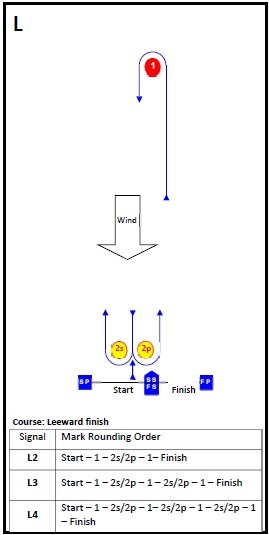 L
1
Wind
2s 2p
SP SB FP
FS
Start Finish
Course: Leeward finish
Signal Mark Rounding Order
L2 Start – 1 – 2s/2p – 1– Finish
L3 Start – 1 – 2s/2p – 1 – 2s/2p – 1 – Finish
L4 Start – 1 – 2s/2p – 1– 2s/2p – 1 – 2s/2p – 1
– Finish